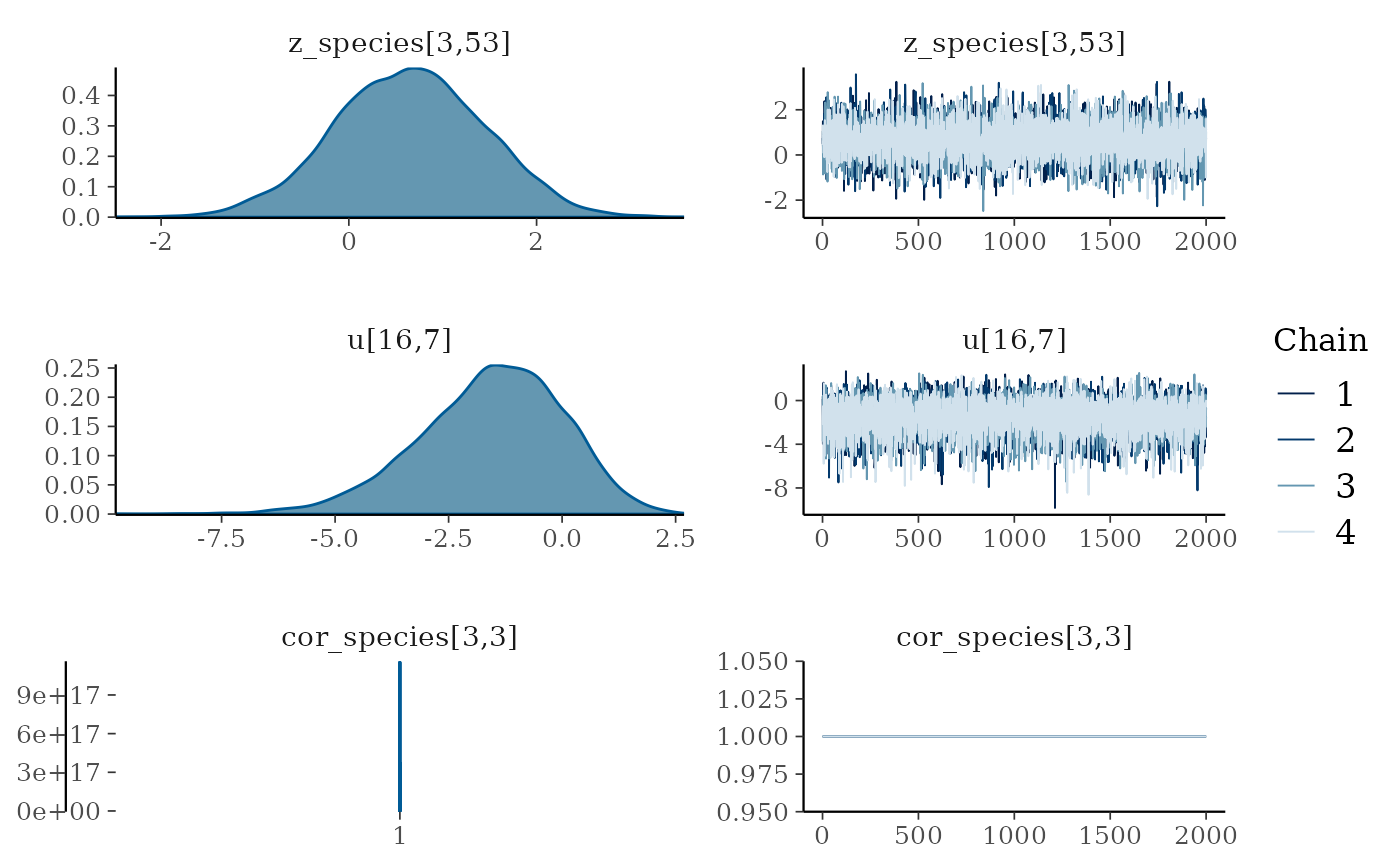 z_species[3,53] z_species[3,53]
0.4
0.3
0.2
0.1
0.0
-2 0 2
2
0
-2
0 500 1000 1500 2000
u[16,7] u[16,7]
0.25
0.20
0.15
0.10
0.05
0.00
-7.5 -5.0 -2.5 0.0 2.5
0
-4
-8
0 500 1000 1500 2000
Chain
1
2
3
4
cor_species[3,3] cor_species[3,3]
9e+17
6e+17
3e+17
0e+00
1
1.050
1.025
1.000
0.975
0.950
0 500 1000 1500 2000